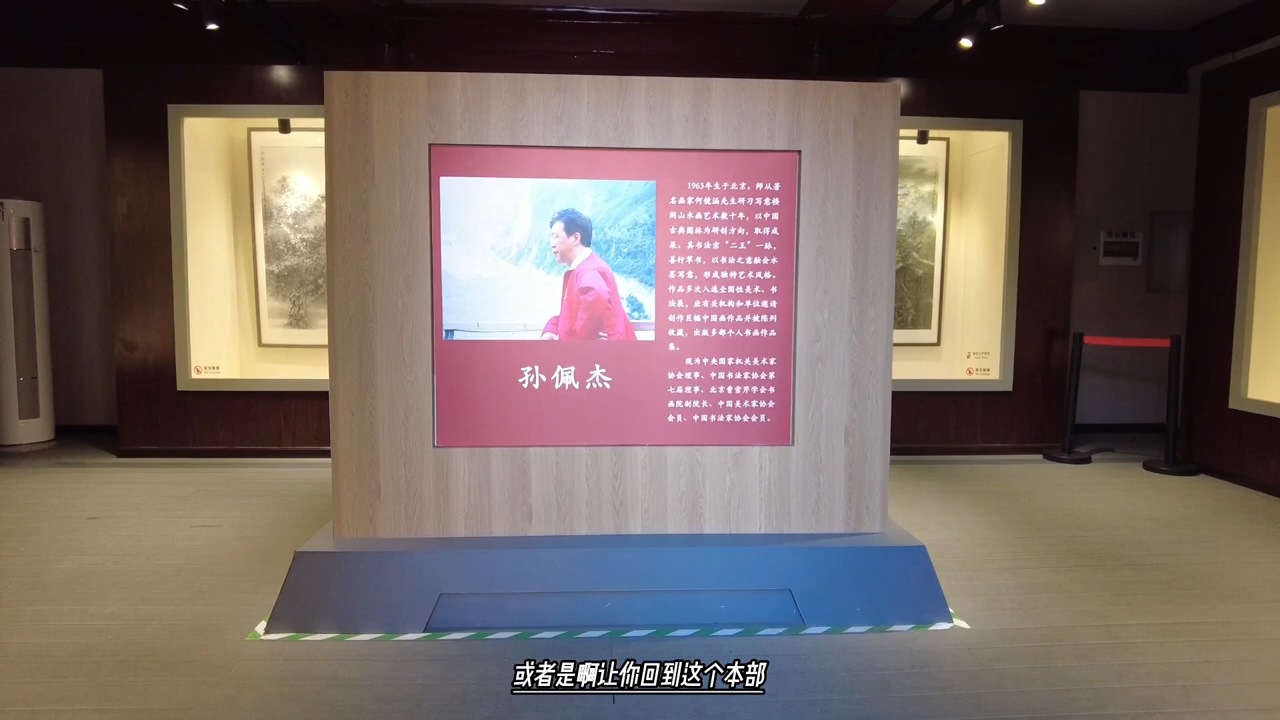 1963年生于北京。师从著
名画家何镜涵先生研习写意楼
阁山水画艺术数十年，以中国
古典园林为研创方向，取得成
果。其书法宗“二王”一脉，
善行草书，以书法之意融会水
墨写意，形成独特艺术风格。
作品多次入选全国性美术、书
法展，应有关机构和单位邀请
创作巨幅中国画作品并被陈列
收藏，出版多部个人书画作品
集。
现为中央国家机关美术家
协会理事、中国书法家协会第
七届理事、北京曹雪芹学会书
画院副院长、中国美术家协会
会员、中国书法家协会会员。
孙佩杰
或者是啊让你回到这个本部